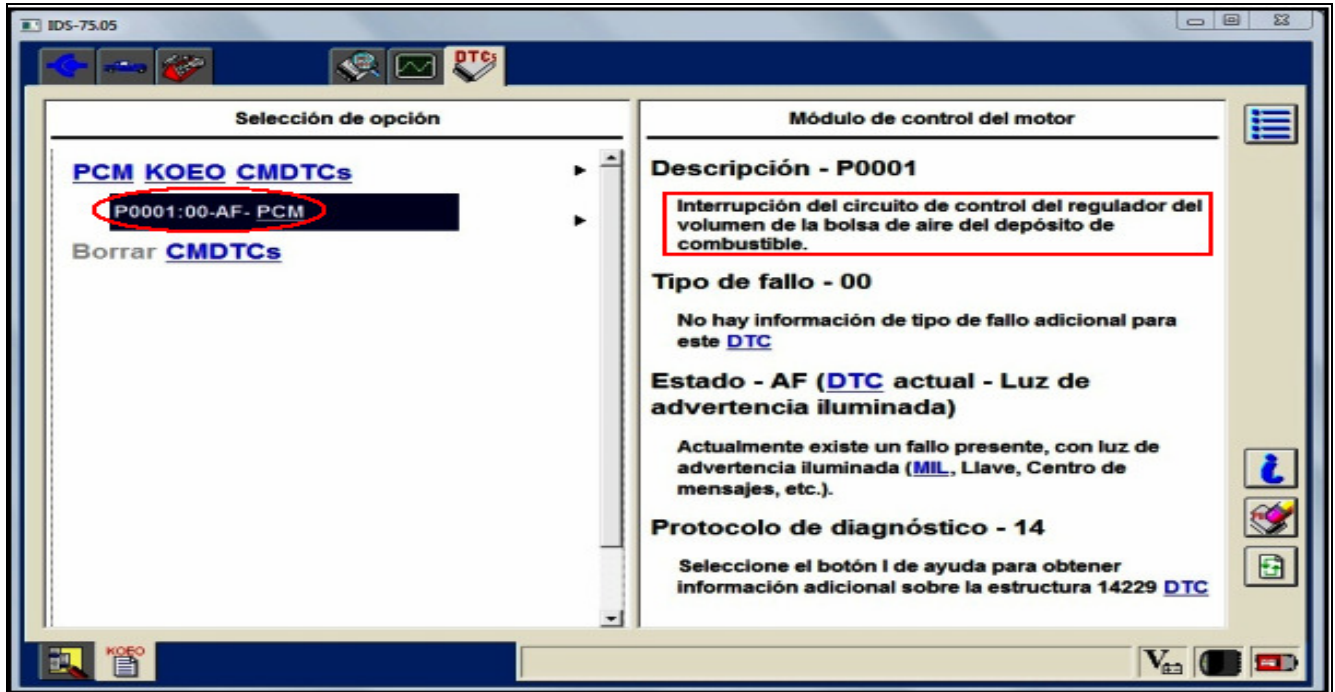 IDS-75.05
DTCs
Selección de opción
PCM KOEO CMDTCs
P0001:00-AF- PCM
Borrar CMDTCs
Módulo de control del motor
Descripción - P0001
Interrupción del circuito de control del regulador del
volumen de la bolsa de aire del depósito de
combustible.
Tipo de fallo - 00
No hay información de tipo de fallo adicional para
este DTC
Estado - AF (DTC actual - Luz de
advertencia iluminada)
Actualmente existe un fallo presente, con luz de
advertencia iluminada (MIL, Llave, Centro de
mensajes, etc.).
Protocolo de diagnóstico - 14
Seleccione el botón I de ayuda para obtener
información adicional sobre la estructura 14229 DTC
i
KOEO
V